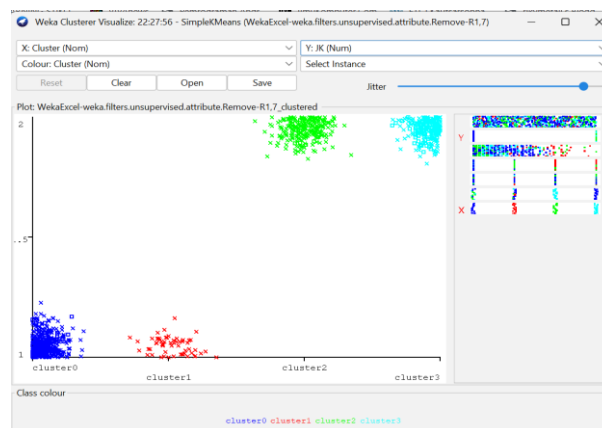 Weka Clusterer Visualize: 22:27:56 - SimpleKMeans (WekaExcel-weka.filters.unsupervised.attribute.Remove-R1,7)
X: Cluster (Nom) Y: JK (Num)
Colour: Cluster (Nom) Select Instance
Reset Clear Open Save Jitter
Plot: WekaExcel-weka.filters.unsupervised.attribute.Remove-R1,7_clustered
2
Y
..5
X
1
cluster0 cluster2
cluster1 cluster3
Class colour
cluster0 cluster1 cluster2 cluster3